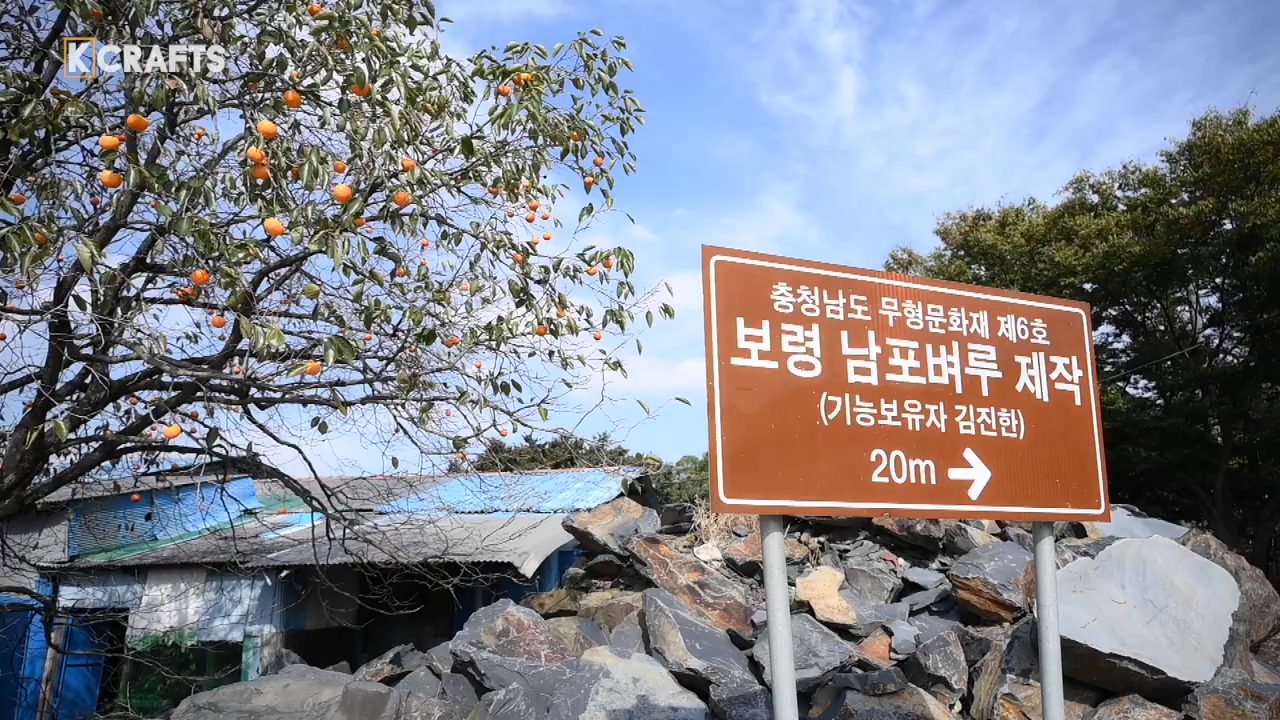 K CRAFTS
충청남도 무형문화재 제6호
보령 남포벼루 제작
(기능보유자 김진한)
20m →